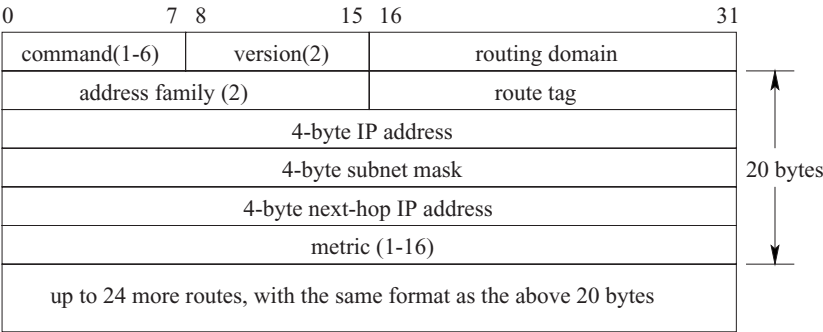 0 7 8 15 16 31
command(1-6) version(2) routing domain
address family (2) route tag
4-byte IP address
4-byte subnet mask
20 bytes
4-byte next-hop IP address
metric (1-16)
up to 24 more routes, with the same format as the above 20 bytes